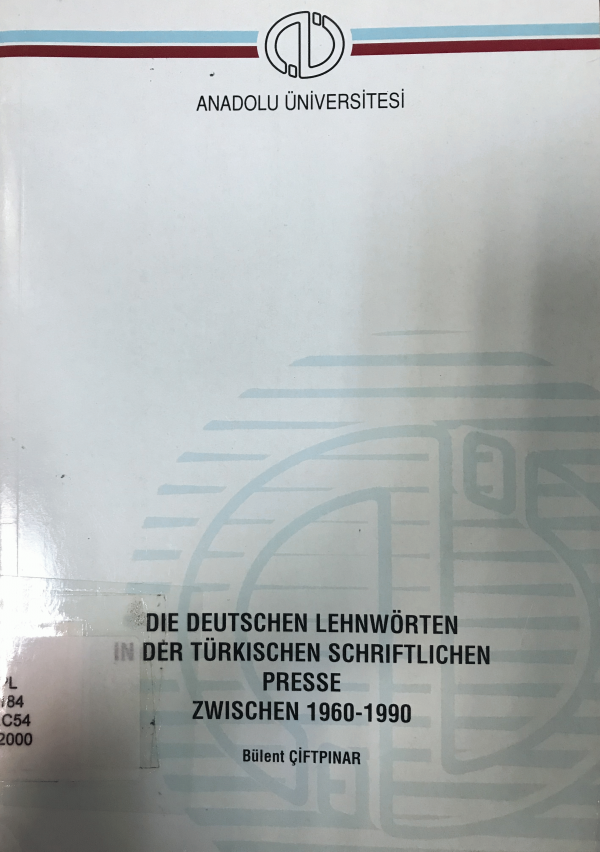 ANADOLU ÜNİVERSİTESİ
DIE DEUTSCHEN LEHNWÖRTEN
IN DER TÜRKISCHEN SCHRIFTLICHEN
PRESSE
ZWISCHEN 1960-1990
Bülent ÇİFTPINAR
PL
.C54
2000